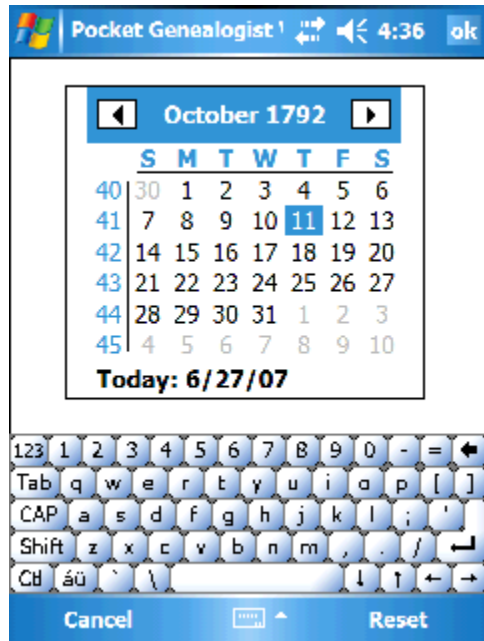 Pocket Genealogist 4:36 ok
October 1792
S M T W T F S
40 30 1 2 3 4 5 6
41 7 8 9 10 11 12 13
42 14 15 16 17 18 19 20
43 21 22 23 24 25 26 27
44 28 29 30 31 1 2 3
45 4 5 6 7 8 9 10
Today: 6/27/07
123 1 2 3 4 5 6 7 8 9 0 - =
Tab q w e r t y u i o p [ ]
CAP a s d f g h j k l ; '
Shift z x c v b n m , . /
Ctl áü ` \
Cancel Reset